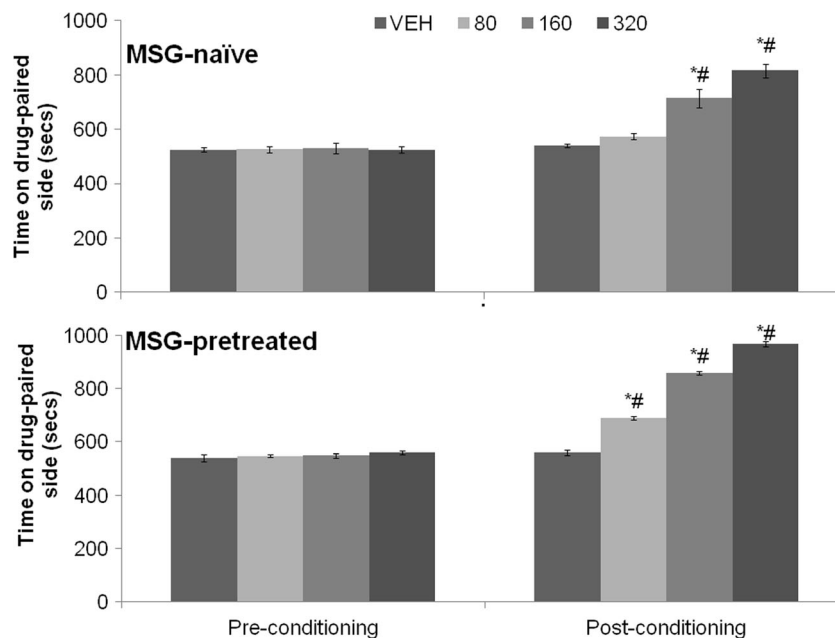 VEH 80 160 320
MSG-naïve
1000
800
600
400
200
0
Time on drug-paired
side (secs)
*#
*#
MSG-pretreated
1000
800
600
400
200
0
Time on drug-paired
side (secs)
*#
*#
*#
Pre-conditioning
Post-conditioning